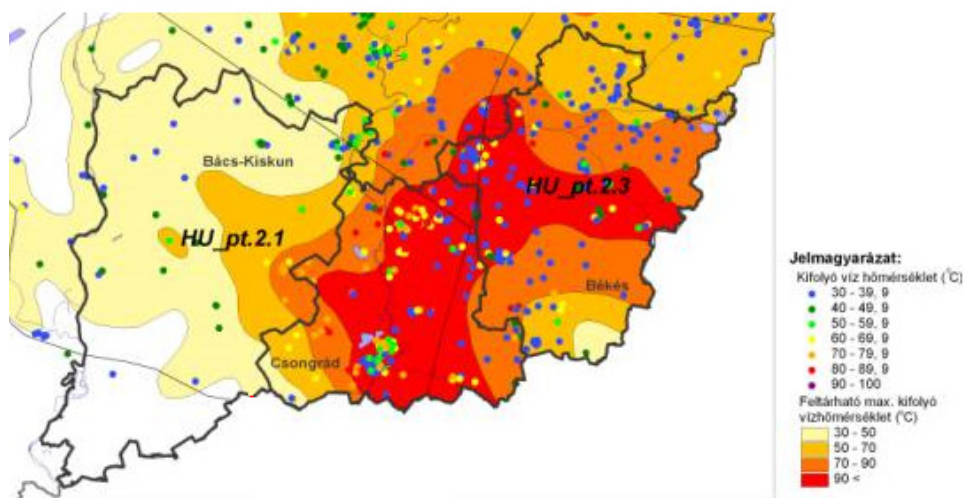 Bács-Kiskun
HU_pt.2.1
HU_pt.2.3
Békés
Csongrád
Jelmagyarázat:
Kifolyó víz hőmérséklet (°C)
30 - 39, 9
40 - 49, 9
50 - 59, 9
60 - 69, 9
70 - 79, 9
80 - 89, 9
90 - 100
Feltárható max. kifolyó
vízhőmérséklet (°C)
30 - 50
50 - 70
70 - 90
90 <